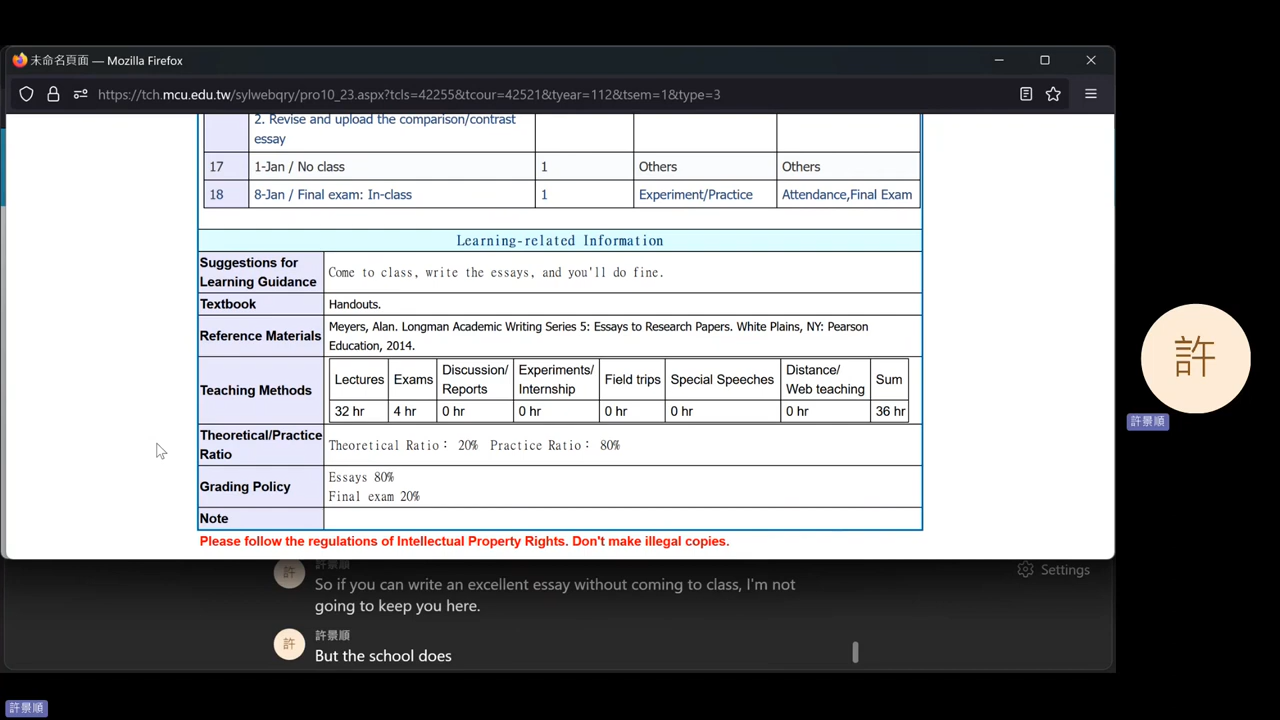 未命名頁面 — Mozilla Firefox
https://tch.mcu.edu.tw/sylwebqry/pro10_23.aspx?tcls=42255&tcour=42521&tyear=112&tsem=1&type=3
2. Revise and upload the comparison/contrast
essay
17 1-Jan / No class 1 Others Others
18 8-Jan / Final exam: In-class 1 Experiment/Practice Attendance,Final Exam
Learning-related Information
Suggestions for
Learning Guidance
Come to class, write the essays, and you'll do fine.
Textbook Handouts.
Reference Materials
Meyers, Alan. Longman Academic Writing Series 5: Essays to Research Papers. White Plains, NY: Pearson
Education, 2014.
Teaching Methods
Lectures Exams Discussion/
Reports Experiments/
Internship Field trips Special Speeches Distance/
Web teaching Sum
32 hr 4 hr 0 hr 0 hr 0 hr 0 hr 0 hr 36 hr
Theoretical/Practice
Ratio
Theoretical Ratio： 20% Practice Ratio： 80%
Grading Policy
Essays 80%
Final exam 20%
Note
Please follow the regulations of Intellectual Property Rights. Don't make illegal copies.
許
許景順
許
許景順
So if you can write an excellent essay without coming to class, I'm not
going to keep you here.
Settings
許
許景順
But the school does
許景順